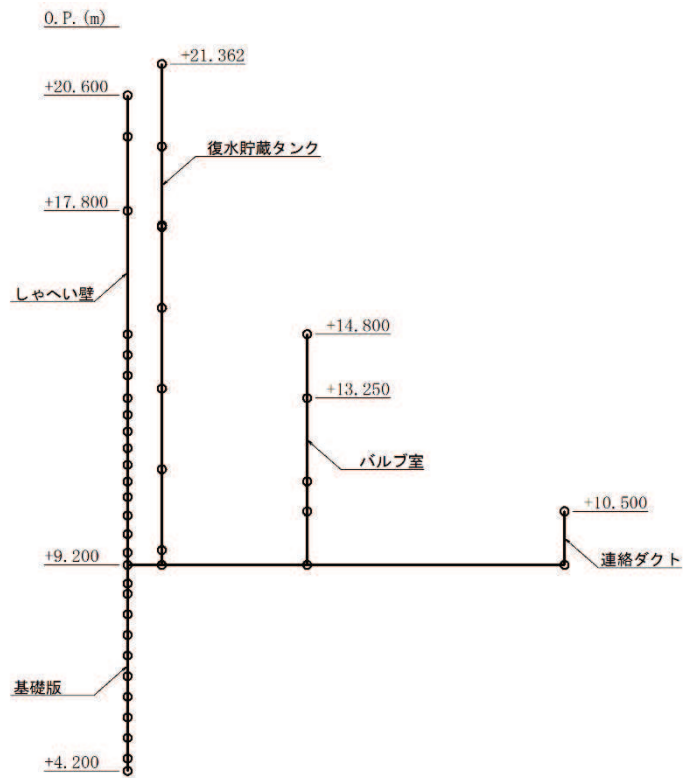 O.P.(m)
+21.362
+20.600
復水貯蔵タンク
+17.800
しゃへい壁
+14.800
+13.250
バルブ室
+10.500
+9.200
連絡ダクト
基礎版
+4.200